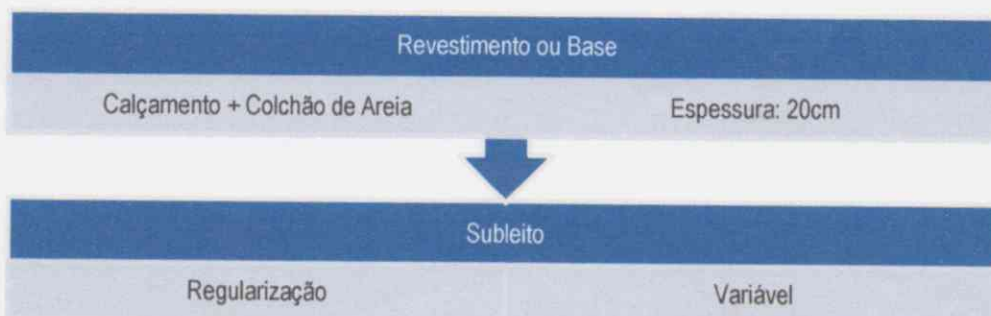 Revestimento ou Base
Calçamento + Colchão de Areia Espessura: 20cm
Subleito
Regularização Variável